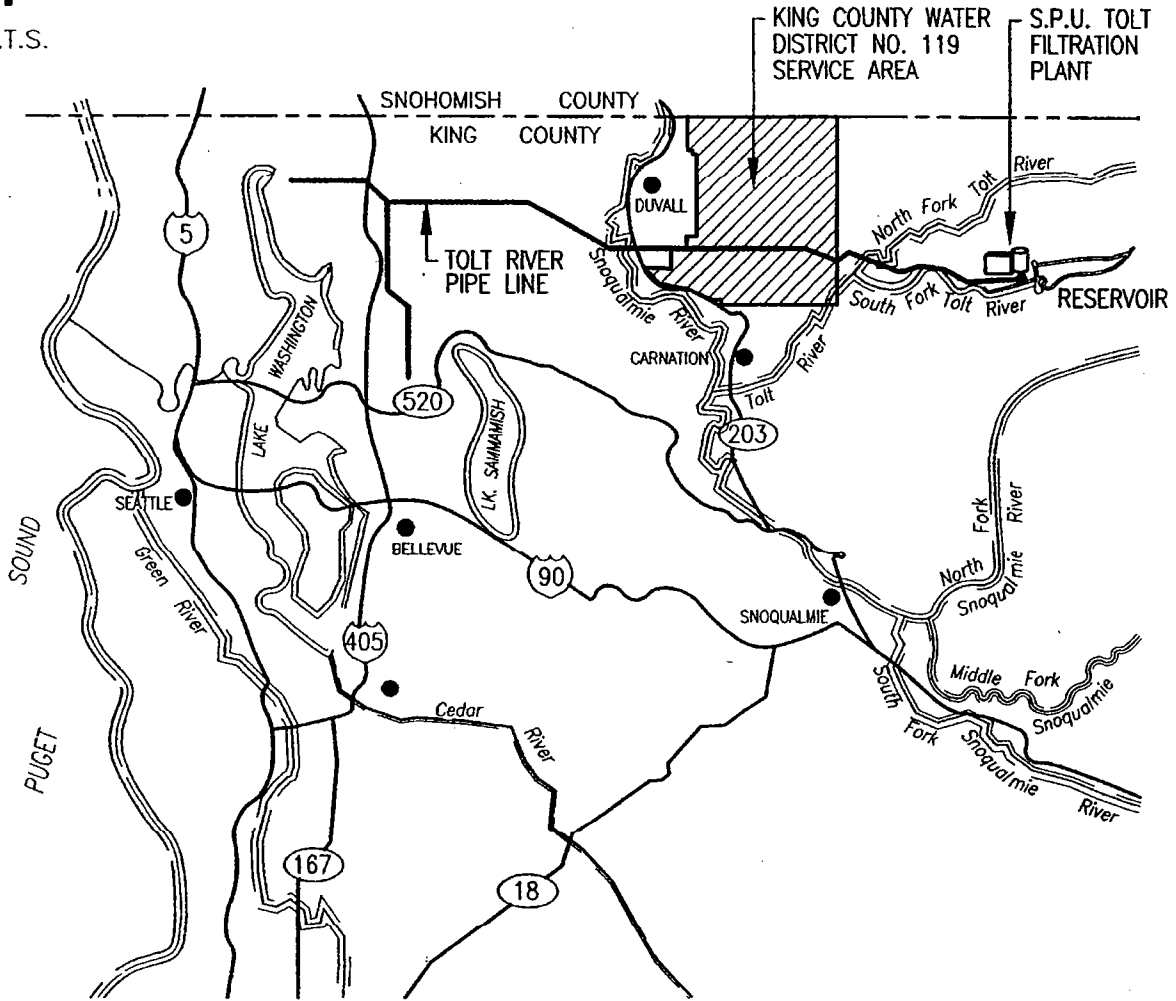 .T.S.
KING COUNTY WATER
DISTRICT NO. 119
SERVICE AREA
S.P.U. TOLT
FILTRATION
PLANT
SNOHOMISH COUNTY
KING COUNTY
DUVALL
North Fork Tolt River
5
TOLT RIVER
PIPE LINE
Snoqualmie River
South Fork Tolt River
RESERVOIR
LAKE WASHINGTON
CARNATION
Tolt River
520
203
LK. SAMMAMISH
SEATTLE
BELLEVUE
PUGET SOUND
Green River
90
North Fork Snoqualmie River
SNOQUALMIE
405
Middle Fork Snoqualmie
South Fork Snoqualmie River
Cedar River
167
18